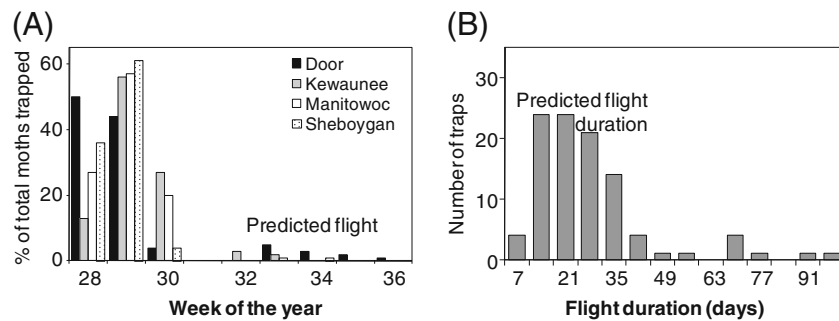 (A)
% of total moths trapped
60
40
20
0
Door
Kewaunee
Manitowoc
Sheboygan
Predicted flight
28 30 32 34 36
Week of the year
(B)
Number of traps
30
20
10
0
Predicted flight
duration
7 21 35 49 63 77 91
Flight duration (days)